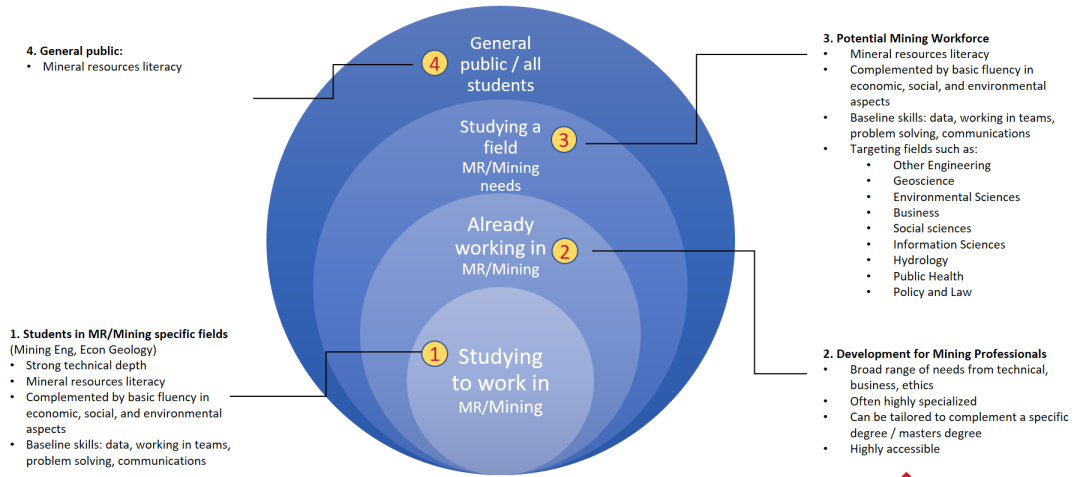 4. General public:
• Mineral resources literacy
General
public / all
students
4
Studying a
field
MR/Mining
needs
3
Already
working in
MR/Mining
2
Studying
to work in
MR/Mining
1
3. Potential Mining Workforce
• Mineral resources literacy
• Complemented by basic fluency in
economic, social, and environmental
aspects
• Baseline skills: data, working in teams,
problem solving, communications
• Targeting fields such as:
• Other Engineering
• Geoscience
• Environmental Sciences
• Business
• Social sciences
• Information Sciences
• Hydrology
• Public Health
• Policy and Law
1. Students in MR/Mining specific fields
(Mining Eng, Econ Geology)
• Strong technical depth
• Mineral resources literacy
• Complemented by basic fluency in
economic, social, and environmental
aspects
• Baseline skills: data, working in teams,
problem solving, communications
2. Development for Mining Professionals
• Broad range of needs from technical,
business, ethics
• Often highly specialized
• Can be tailored to complement a specific
degree / masters degree
• Highly accessible